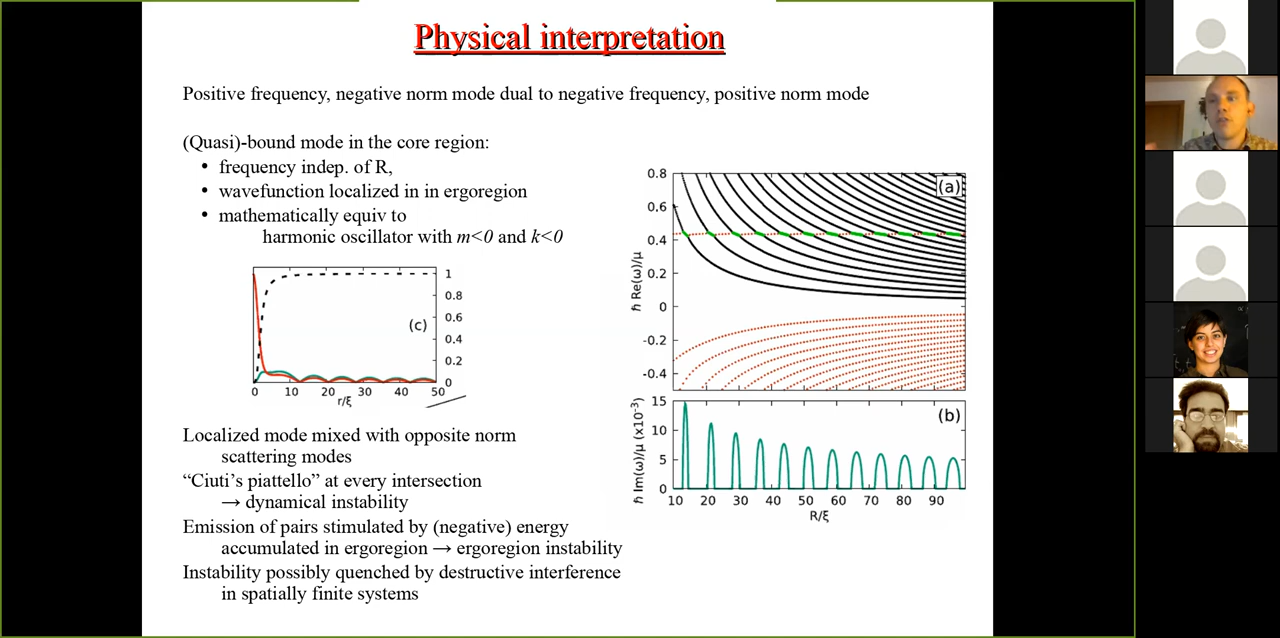 Physical interpretation
Positive frequency, negative norm mode dual to negative frequency, positive norm mode
(Quasi)-bound mode in the core region:
• frequency indep. of R,
• wavefunction localized in in ergoregion
• mathematically equiv to
harmonic oscillator with m<0 and k<0
(c)
1
0.8
0.6
0.4
0.2
0
0 10 20 30 40 50
r/ξ
Localized mode mixed with opposite norm
scattering modes
“Ciuti’s piattello” at every intersection
→ dynamical instability
Emission of pairs stimulated by (negative) energy
accumulated in ergoregion → ergoregion instability
Instability possibly quenched by destructive interference
in spatially finite systems
(a)
0.8
0.6
0.4
0.2
0
-0.2
-0.4
ℏ Re(ω)/μ
(b)
15
10
5
0
ℏ Im(ω)/μ (x10⁻³)
10 20 30 40 50 60 70 80 90
R/ξ